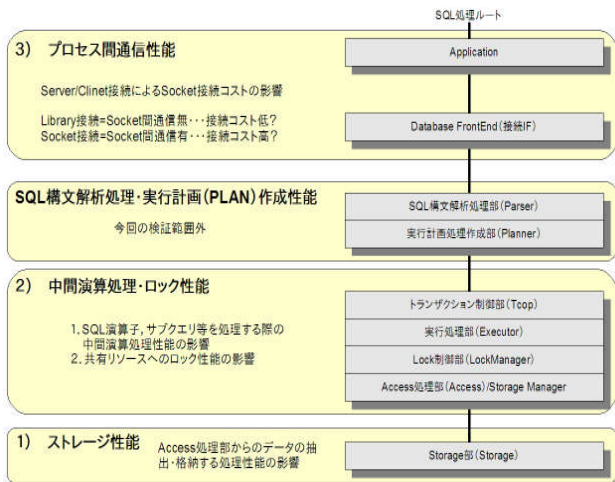 SQL処理ルート
3) プロセス間通信性能
Server/Clinet接続によるSocket接続コストの影響
Library接続=Socket間通信無・・・接続コスト低?
Socket接続=Socket間通信有・・・接続コスト高?
Application
Database FrontEnd(接続IF)
SQL構文解析処理・実行計画(PLAN)作成性能
今回の検証範囲外
SQL構文解析処理部(Parser)
実行計画処理作成部(Planner)
2) 中間演算処理・ロック性能
1. SQL演算子, サブクエリ等を処理する際の
中間演算処理性能の影響
2. 共有リソースへのロック性能の影響
トランザクション制御部(Tcop)
実行処理部(Executor)
Lock制御部(LockManager)
Access処理部(Access)/Storage Manager
1) ストレージ性能
Access処理部からのデータの抽
出・格納する処理性能の影響
Storage部(Storage)